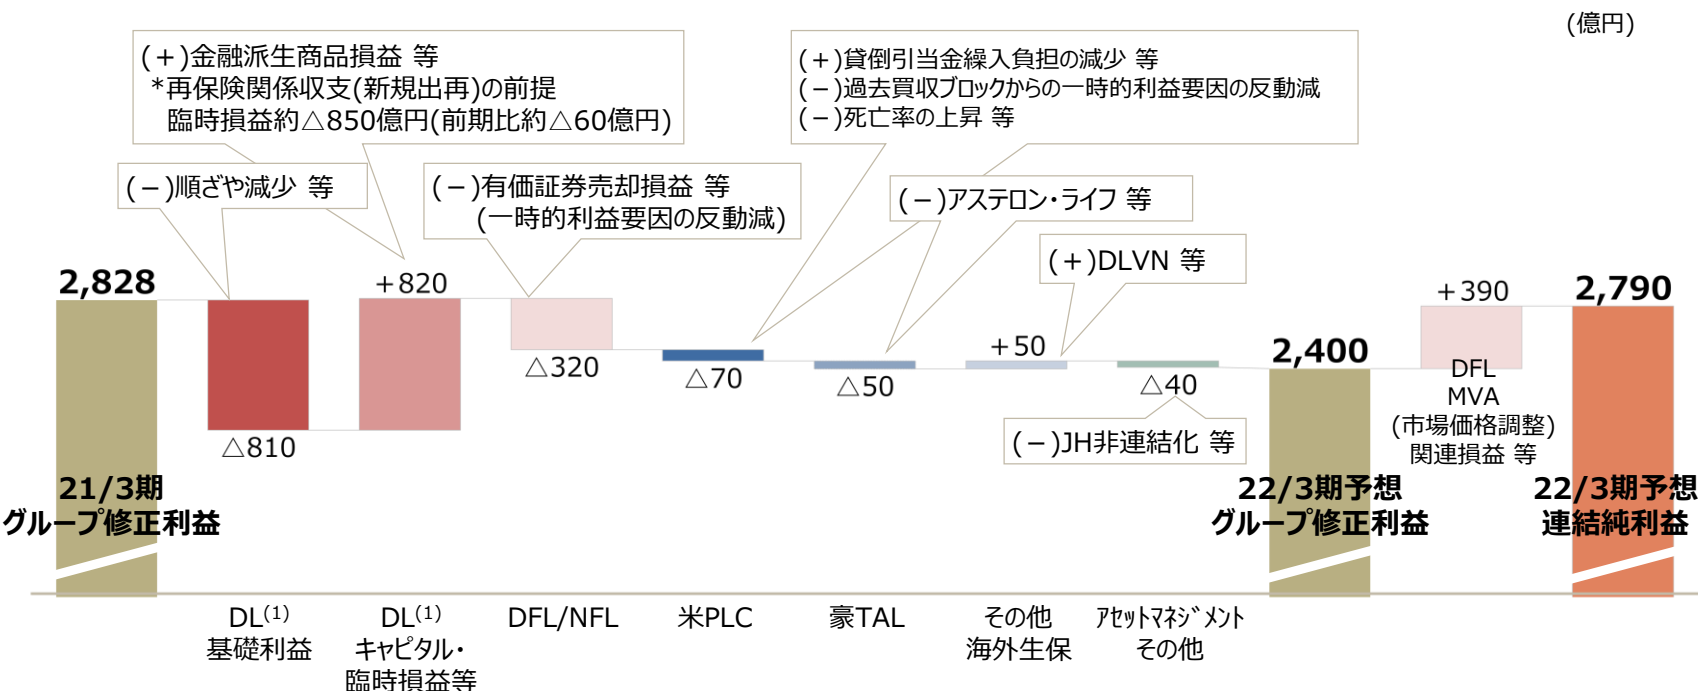 (億円)
(+)金融派生商品損益 等
*再保険関係収支(新規出再)の前提
臨時損益約△850億円(前期比約△60億円)
(+)貸倒引当金繰入負担の減少 等
(-)過去買収ブロックからの一時的利益要因の反動減
(-)死亡率の上昇 等
(-)順ざや減少 等
(-)有価証券売却損益 等
(一時的利益要因の反動減)
(-)アステロン・ライフ 等
(+)DLVN 等
2,828
+820
+390
2,790
+50
2,400
△320
△70
△50
△40
△810
DFL
MVA
(市場価格調整)
関連損益 等
(-)JH非連結化 等
21/3期
グループ修正利益
22/3期予想
グループ修正利益
22/3期予想
連結純利益
DL(1)
基礎利益
DL(1)
キャピタル・
臨時損益等
DFL/NFL
米PLC
豪TAL
その他
海外生保
アセットマネジメント
その他